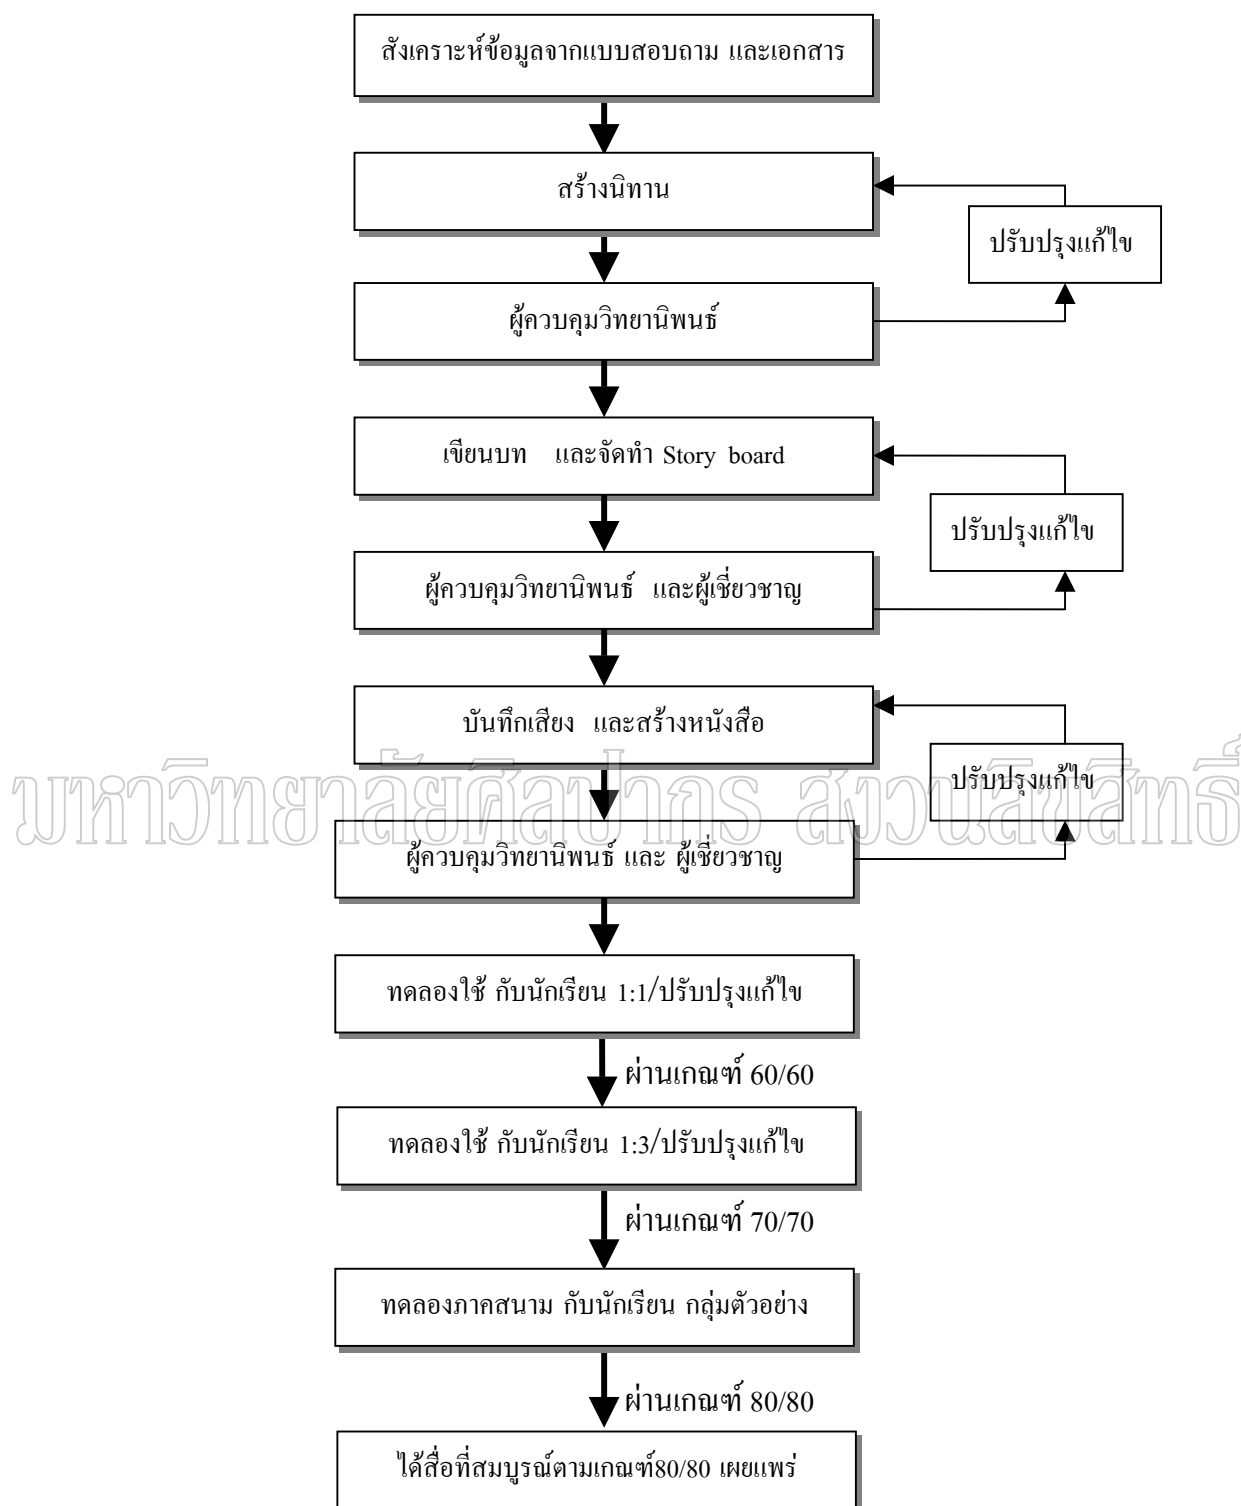 สังเคราะห์ข้อมูลจากแบบสอบถาม และเอกสาร
สร้างนิทาน
ปรับปรุงแก้ไข
ผู้ควบคุมวิทยานิพนธ์
เขียนบท และจัดทำ Story board
ปรับปรุงแก้ไข
ผู้ควบคุมวิทยานิพนธ์ และผู้เชี่ยวชาญ
บันทึกเสียง และสร้างหนังสือ
ปรับปรุงแก้ไข
มหาวิทยาลัยศิลปากร สงวนลิขสิทธิ์
ผู้ควบคุมวิทยานิพนธ์ และ ผู้เชี่ยวชาญ
ทดลองใช้ กับนักเรียน 1:1/ปรับปรุงแก้ไข
ผ่านเกณฑ์ 60/60
ทดลองใช้ กับนักเรียน 1:3/ปรับปรุงแก้ไข
ผ่านเกณฑ์ 70/70
ทดลองภาคสนาม กับนักเรียน กลุ่มตัวอย่าง
ผ่านเกณฑ์ 80/80
ได้สื่อที่สมบูรณ์ตามเกณฑ์80/80 เผยแพร่